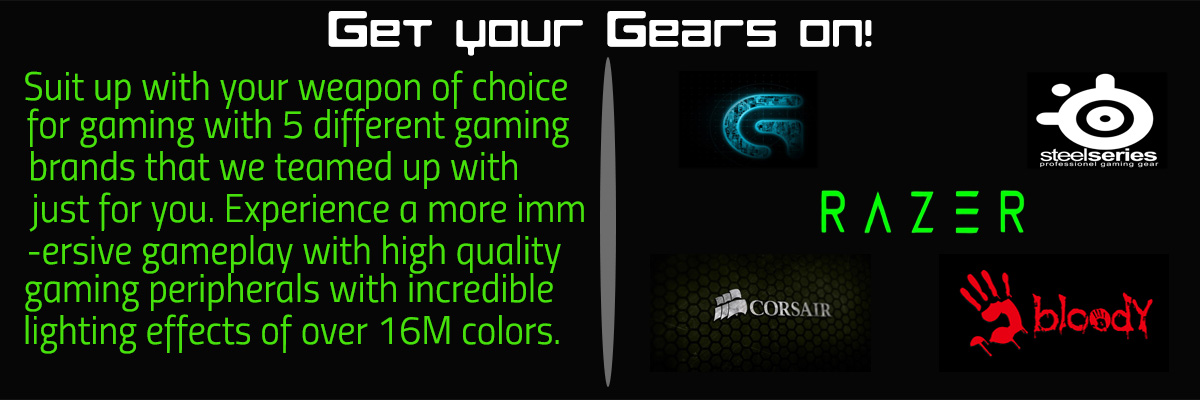 Get your Gears on!
Suit up with your weapon of choice
for gaming with 5 different gaming
brands that we teamed up with
just for you. Experience a more imm
-ersive gameplay with high quality
gaming peripherals with incredible
lighting effects of over 16M colors.
steelseries
professional gaming gear
RAZER
CORSAIR
bloody